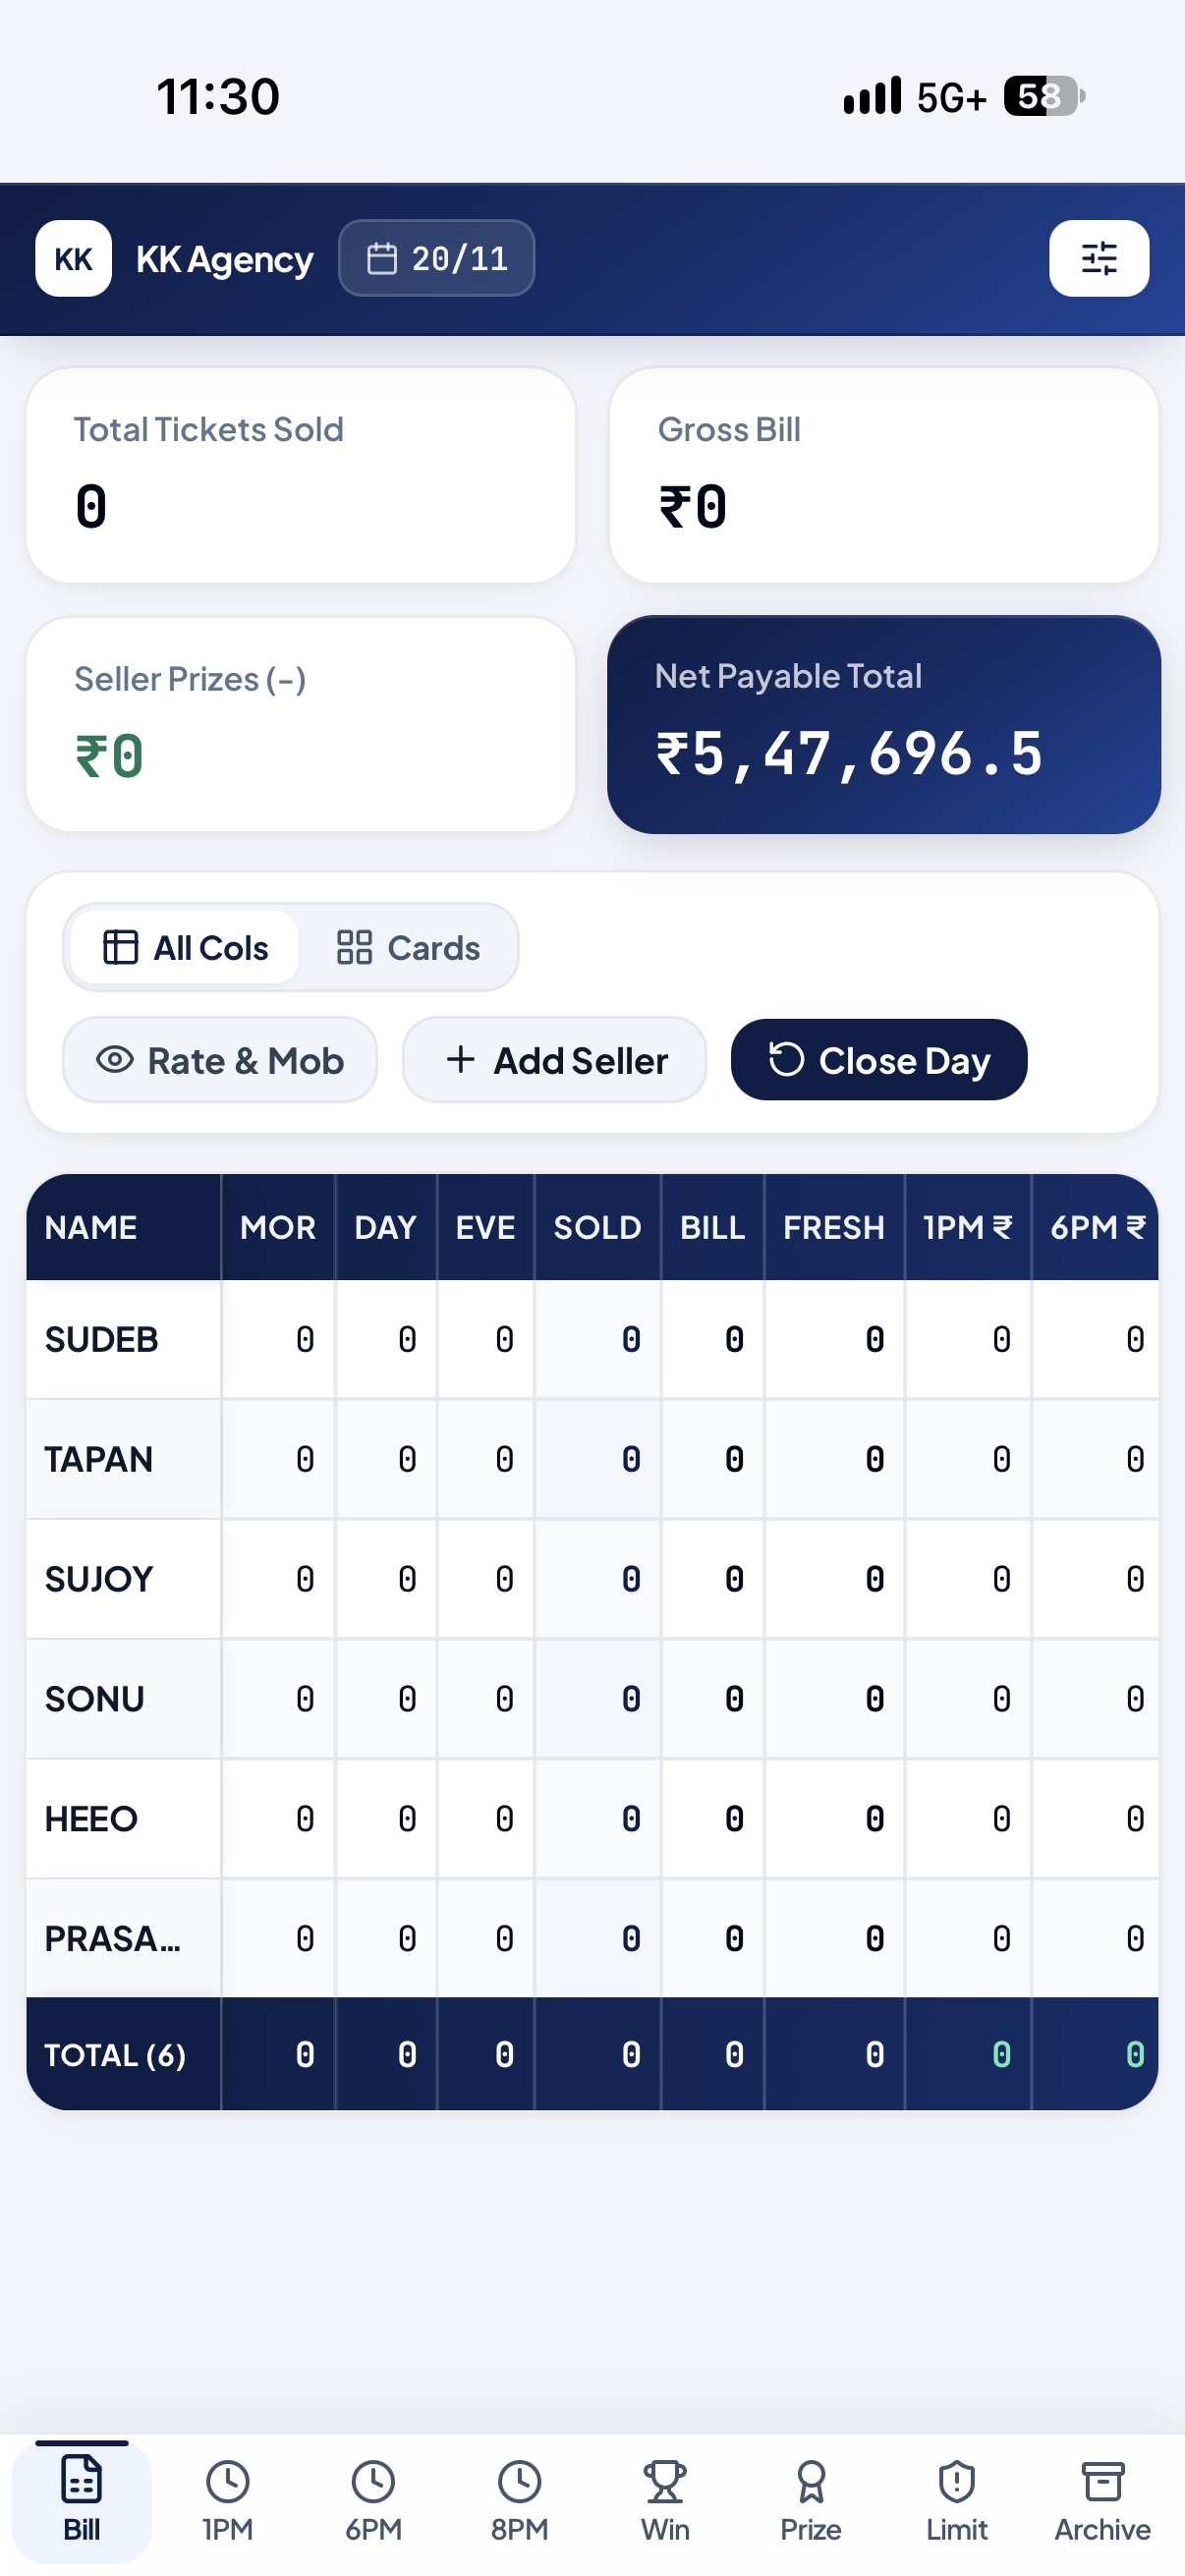 11:30 5G+ 58
KK KK Agency 20/11
Total Tickets Sold
0
Gross Bill
₹0
Seller Prizes (-)
₹0
Net Payable Total
₹5,47,696.5
All Cols Cards
Rate & Mob Add Seller Close Day
NAME MOR DAY EVE SOLD BILL FRESH 1PM ₹ 6PM ₹
SUDEB 0 0 0 0 0 0 0 0
TAPAN 0 0 0 0 0 0 0 0
SUJOY 0 0 0 0 0 0 0 0
SONU 0 0 0 0 0 0 0 0
HEEO 0 0 0 0 0 0 0 0
PRASA... 0 0 0 0 0 0 0 0
TOTAL (6) 0 0 0 0 0 0 0 0
Bill 1PM 6PM 8PM Win Prize Limit Archive